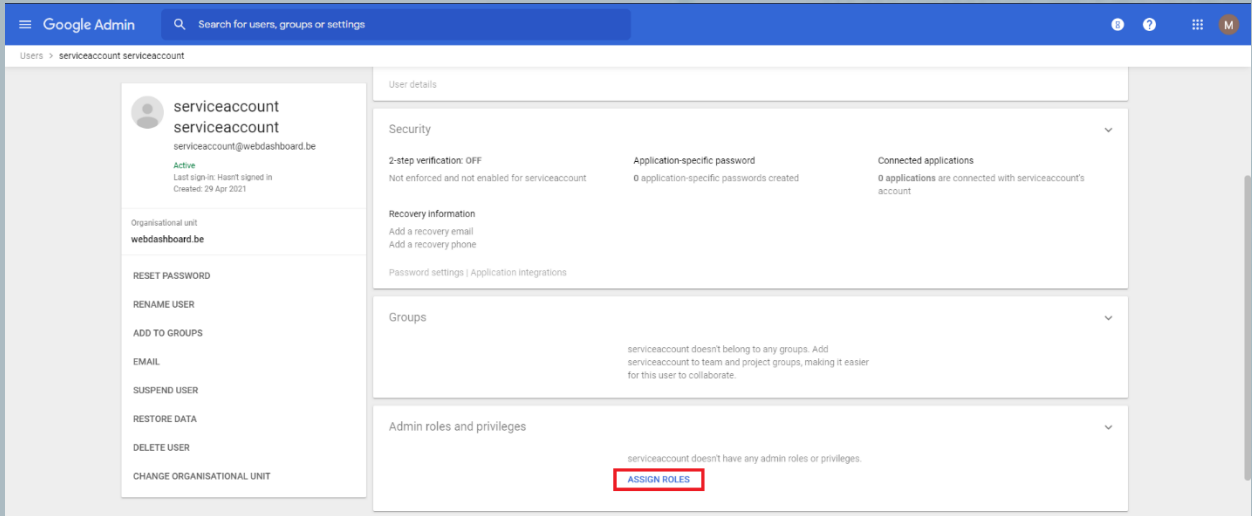 Google Admin
Search for users, groups or settings
8
?
M
Users > serviceaccount serviceaccount
serviceaccount
serviceaccount
serviceaccount@webdashboard.be
Active
Last sign-in: Hasn't signed in
Created: 29 Apr 2021
Organisational unit
webdashboard.be
RESET PASSWORD
RENAME USER
ADD TO GROUPS
EMAIL
SUSPEND USER
RESTORE DATA
DELETE USER
CHANGE ORGANISATIONAL UNIT
User details
Security
2-step verification: OFF
Not enforced and not enabled for serviceaccount
Application-specific password
0 application-specific passwords created
Connected applications
0 applications are connected with serviceaccount's
account
Recovery information
Add a recovery email
Add a recovery phone
Password settings | Application integrations
Groups
serviceaccount doesn't belong to any groups. Add
serviceaccount to team and project groups, making it easier
for this user to collaborate.
Admin roles and privileges
serviceaccount doesn't have any admin roles or privileges.
ASSIGN ROLES